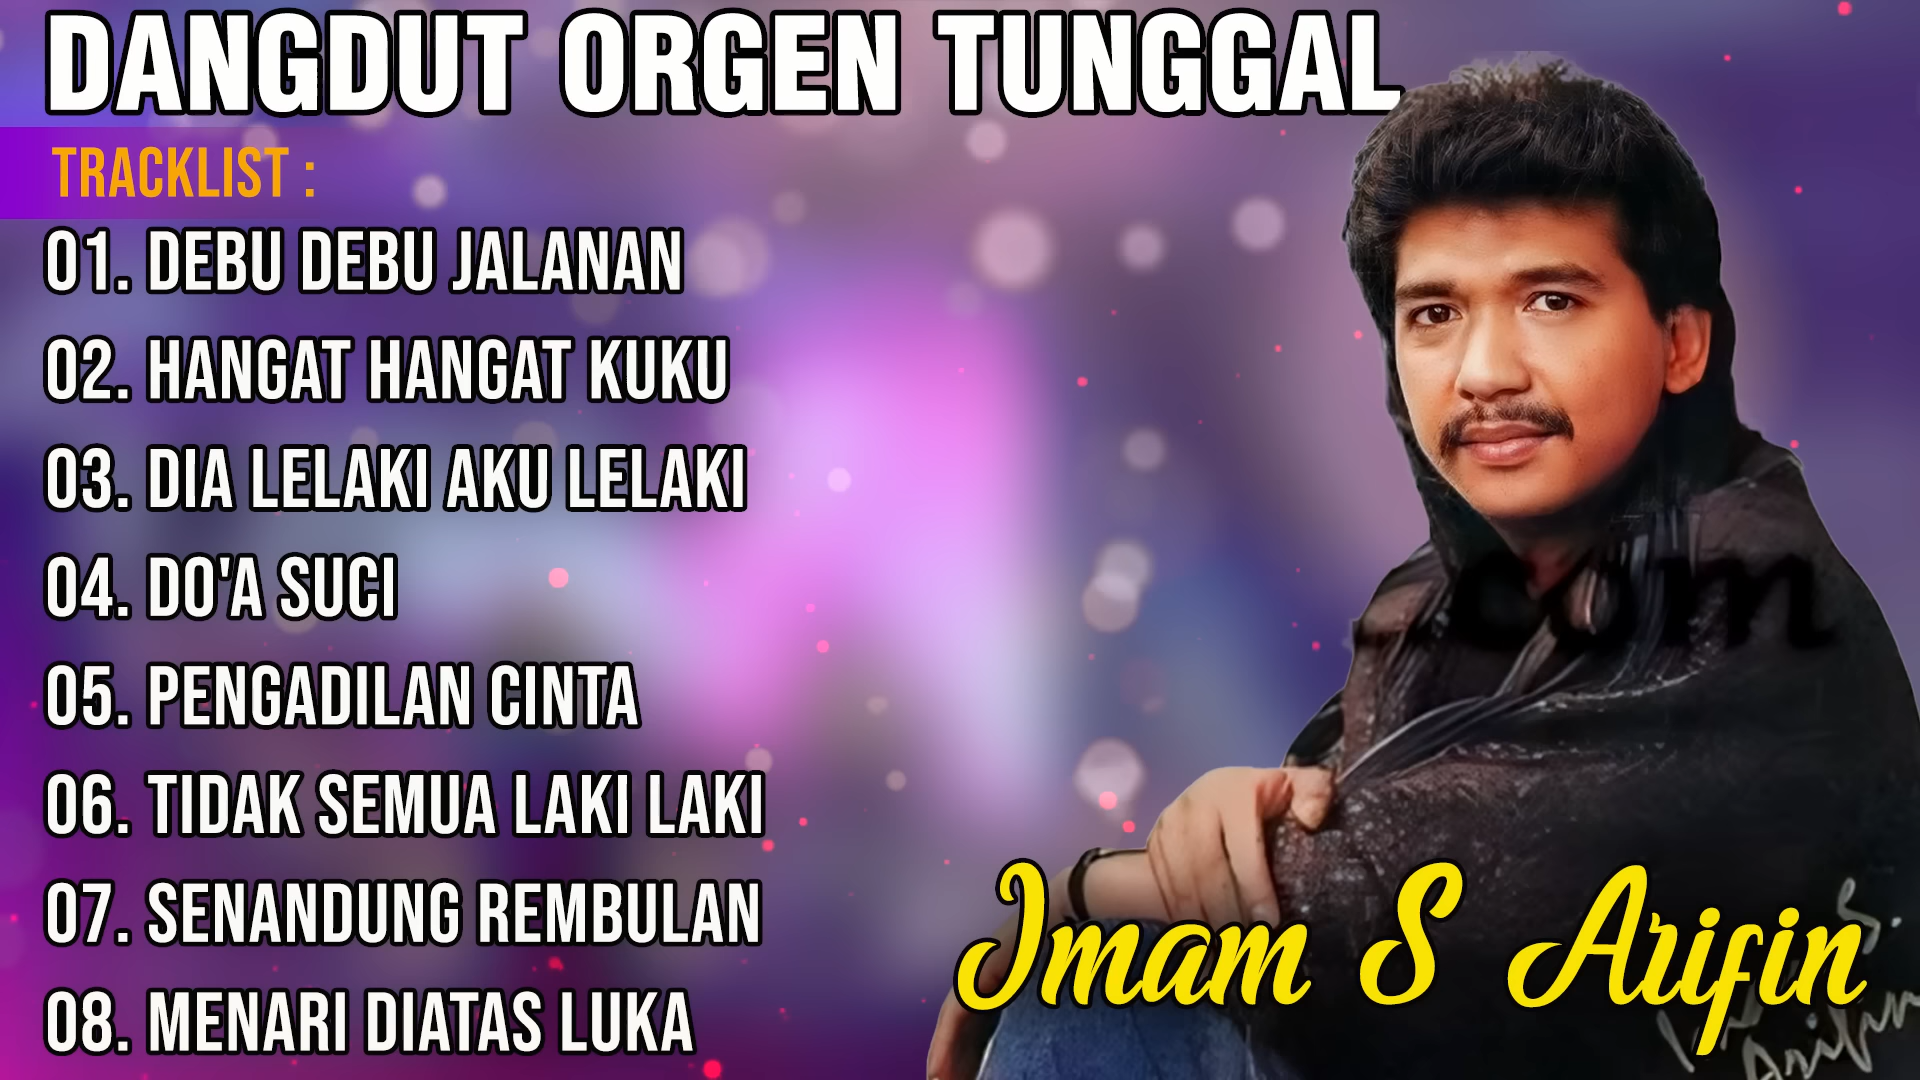 DANGDUT ORGEN TUNGGAL
TRACKLIST :
01. DEBU DEBU JALANAN
02. HANGAT HANGAT KUKU
03. DIA LELAKI AKU LELAKI
04. DO'A SUCI
05. PENGADILAN CINTA
06. TIDAK SEMUA LAKI LAKI
07. SENANDUNG REMBULAN
08. MENARI DIATAS LUKA
.com
Imam S Arifin